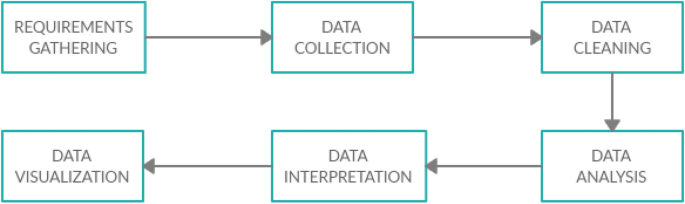 REQUIREMENTS
GATHERING
DATA
COLLECTION
DATA
CLEANING
DATA
ANALYSIS
DATA
INTERPRETATION
DATA
VISUALIZATION